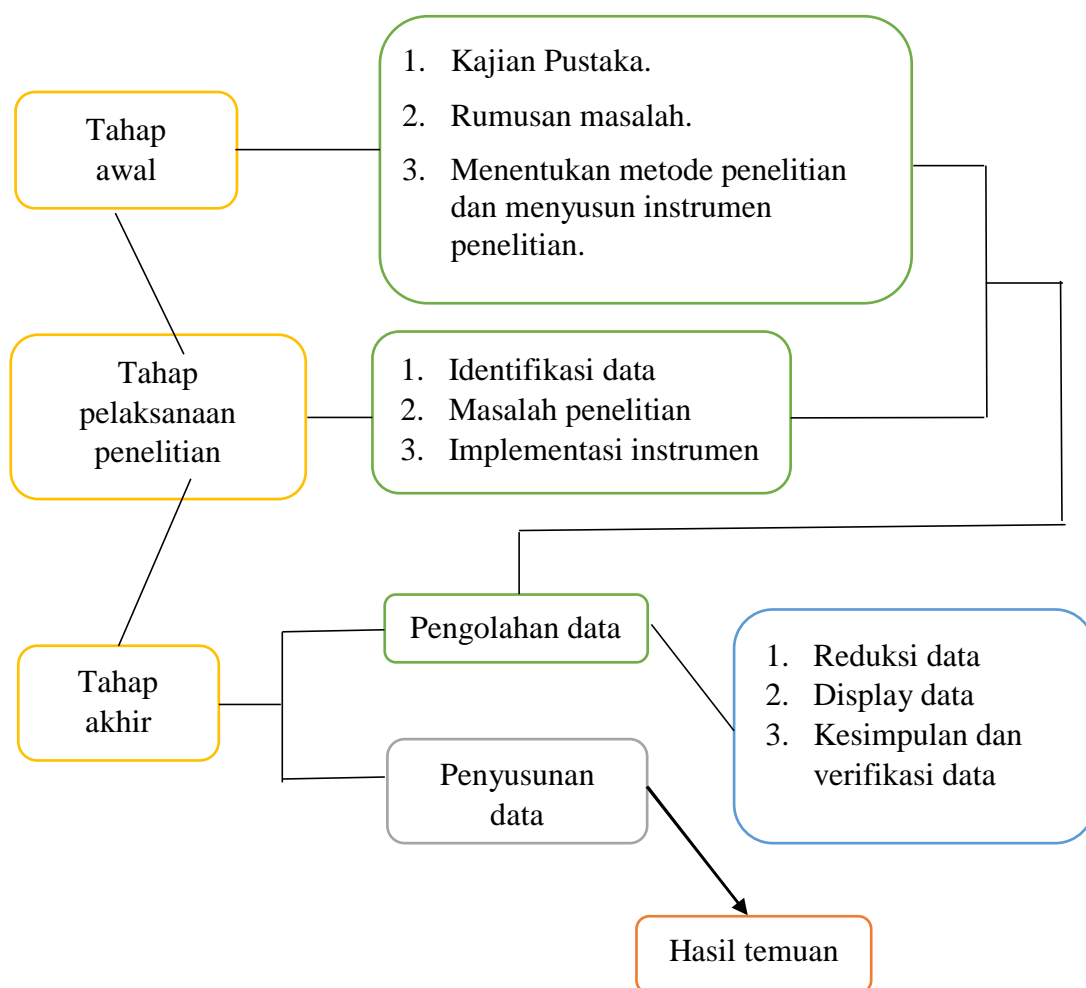 Tahap
awal
1. Kajian Pustaka.
2. Rumusan masalah.
3. Menentukan metode penelitian
dan menyusun instrumen
penelitian.
Tahap
pelaksanaan
penelitian
1. Identifikasi data
2. Masalah penelitian
3. Implementasi instrumen
Tahap
akhir
Pengolahan data
1. Reduksi data
2. Display data
3. Kesimpulan dan
verifikasi data
Penyusunan
data
Hasil temuan